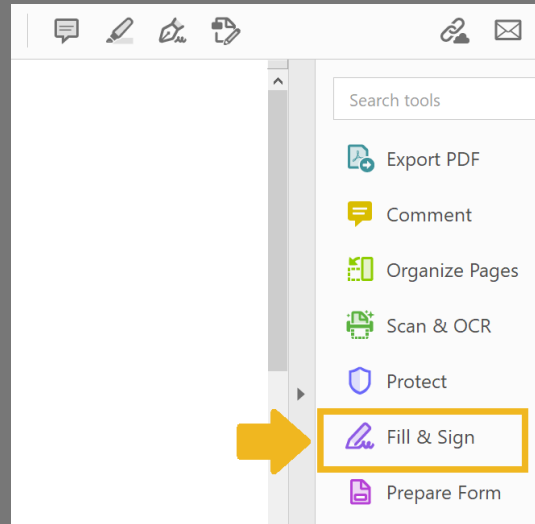 Search tools
Export PDF
Comment
Organize Pages
Scan & OCR
Protect
Fill & Sign
Prepare Form